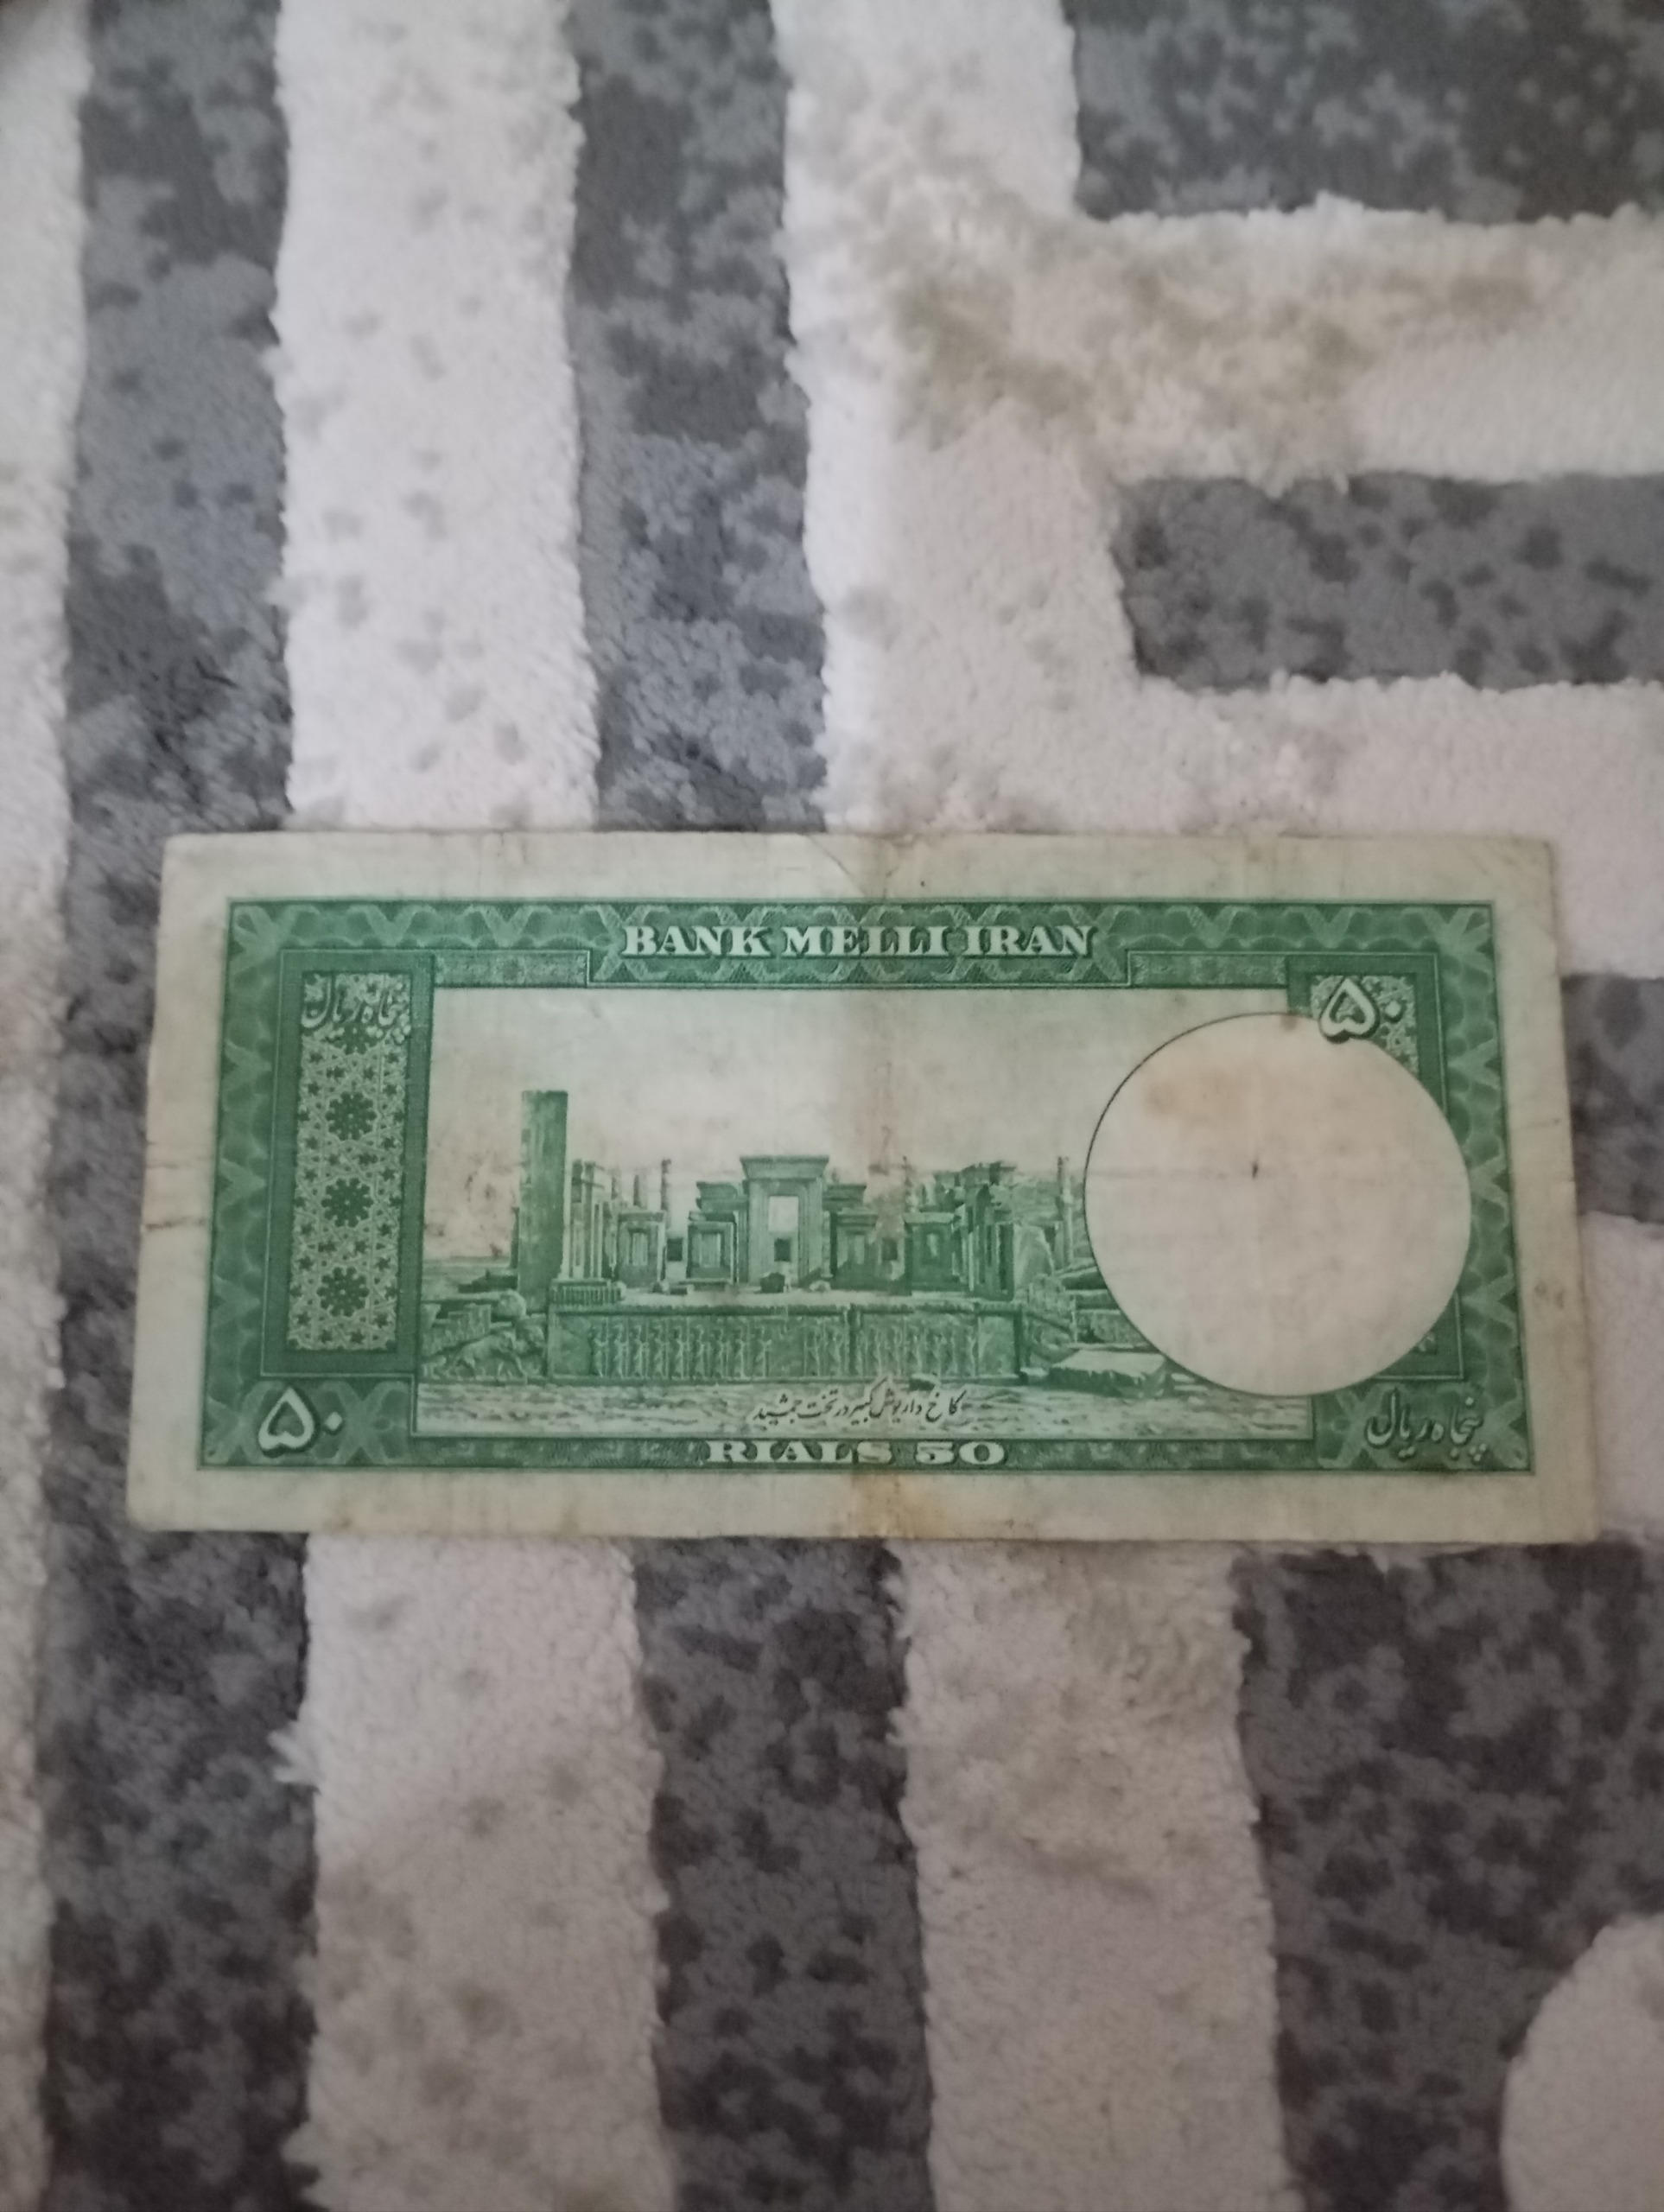 BANK MELLI IRAN
پنجاه ریال
۵۰
کاخ داریوش کبیر در تخت جمشید
۵۰
پنجاه ریال
RIALS 50